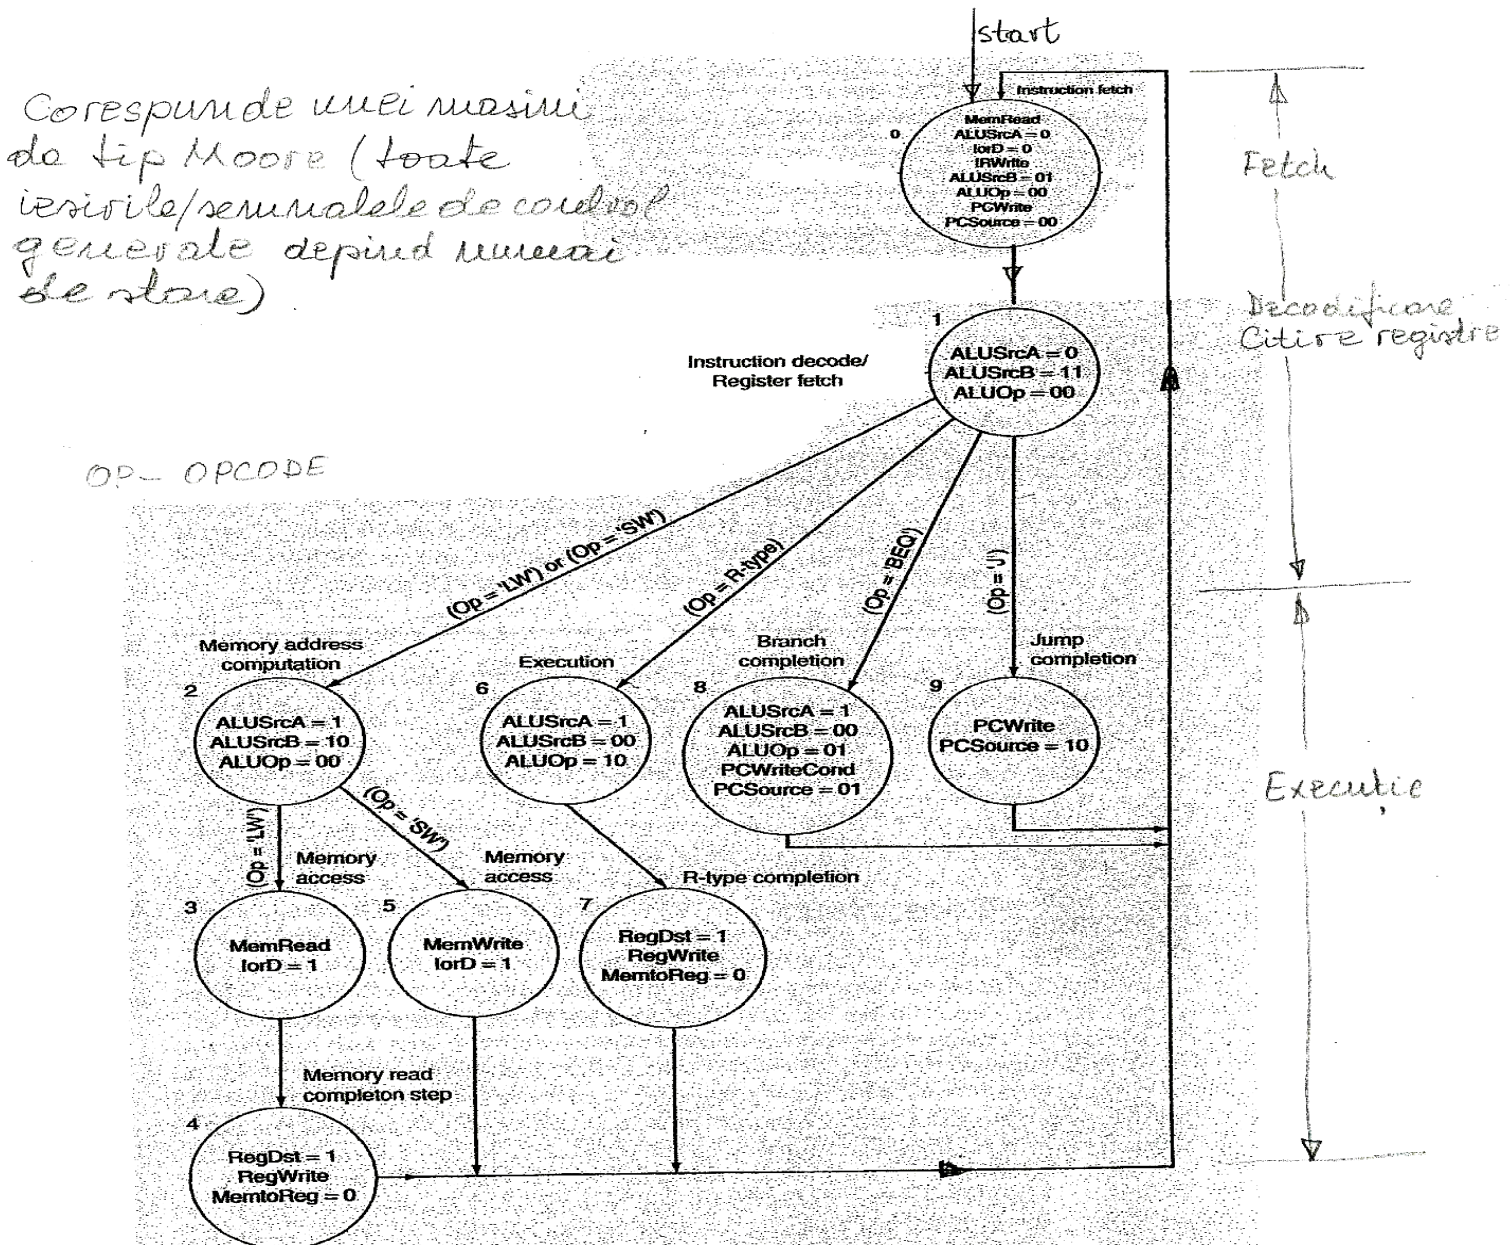 start
Corespunde unei masini
de tip Moore (toate
iesirile/semnalele de control
generale depind numai
de stare)
Instruction fetch
0
MemRead
ALUSrcA = 0
IorD = 0
IRWrite
ALUSrcB = 01
ALUOp = 00
PCWrite
PCSource = 00
Fetch
Decodificare
Citire registre
1
Instruction decode/
Register fetch
ALUSrcA = 0
ALUSrcB = 11
ALUOp = 00
OP - OPCODE
(Op = 'LW') or (Op = 'SW')
(Op = R-type)
(Op = 'BEQ')
(Op = 'J')
Memory address
computation
2
ALUSrcA = 1
ALUSrcB = 10
ALUOp = 00
Execution
6
ALUSrcA = 1
ALUSrcB = 00
ALUOp = 10
Branch
completion
8
ALUSrcA = 1
ALUSrcB = 00
ALUOp = 01
PCWriteCond
PCSource = 01
Jump
completion
9
PCWrite
PCSource = 10
Execuție
(Op = 'LW')
(Op = 'SW')
Memory
access
3
MemRead
IorD = 1
Memory
access
5
MemWrite
IorD = 1
R-type completion
7
RegDst = 1
RegWrite
MemtoReg = 0
Memory read
completon step
4
RegDst = 1
RegWrite
MemtoReg = 0